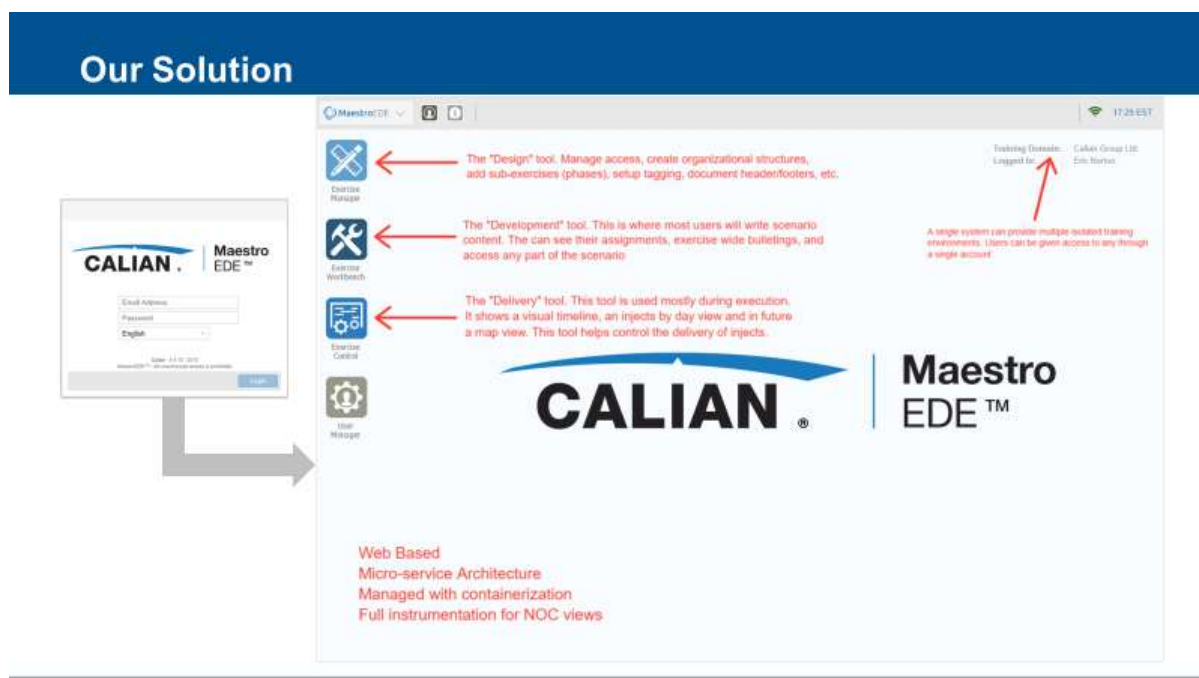 Our Solution
MaestroEDE
17:25 EST
Training Domain: Calian Group Ltd.
Logged In: Eric Norton
Exercise
Manager
The "Design" tool. Manage access, create organizational structures,
add sub-exercises (phases), setup tagging, document header/footers, etc.
A single system can provide multiple isolated training
environments. Users can be given access to any through
a single account
Exercise
Workbench
The "Development" tool. This is where most users will write scenario
content. The can see their assignments, exercise wide bulletings, and
access any part of the scenario
Exercise
Control
The "Delivery" tool. This tool is used mostly during execution.
It shows a visual timeline, an injects by day view and in future
a map view. This tool helps control the delivery of injects.
User
Manager
CALIAN®
Maestro
EDE™
CALIAN.
Maestro
EDE™
Email Address
Password
English
Login
Web Based
Micro-service Architecture
Managed with containerization
Full instrumentation for NOC views